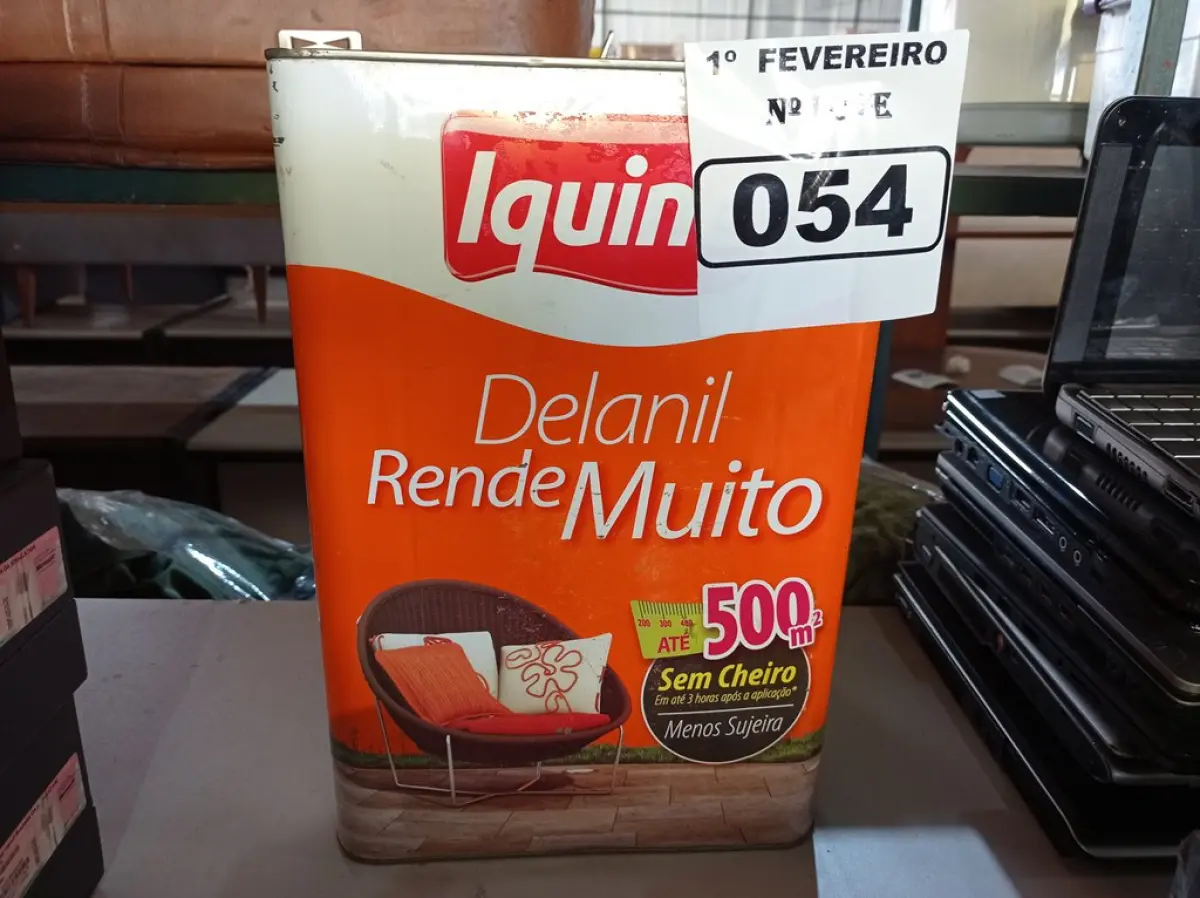 1º FEVEREIRO
Nº
054
Iquin
Delanil
Rende Muito
200 300 400
ATÉ 500m²
Sem Cheiro
Em até 3 horas após a aplicação*
Menos Sujeira